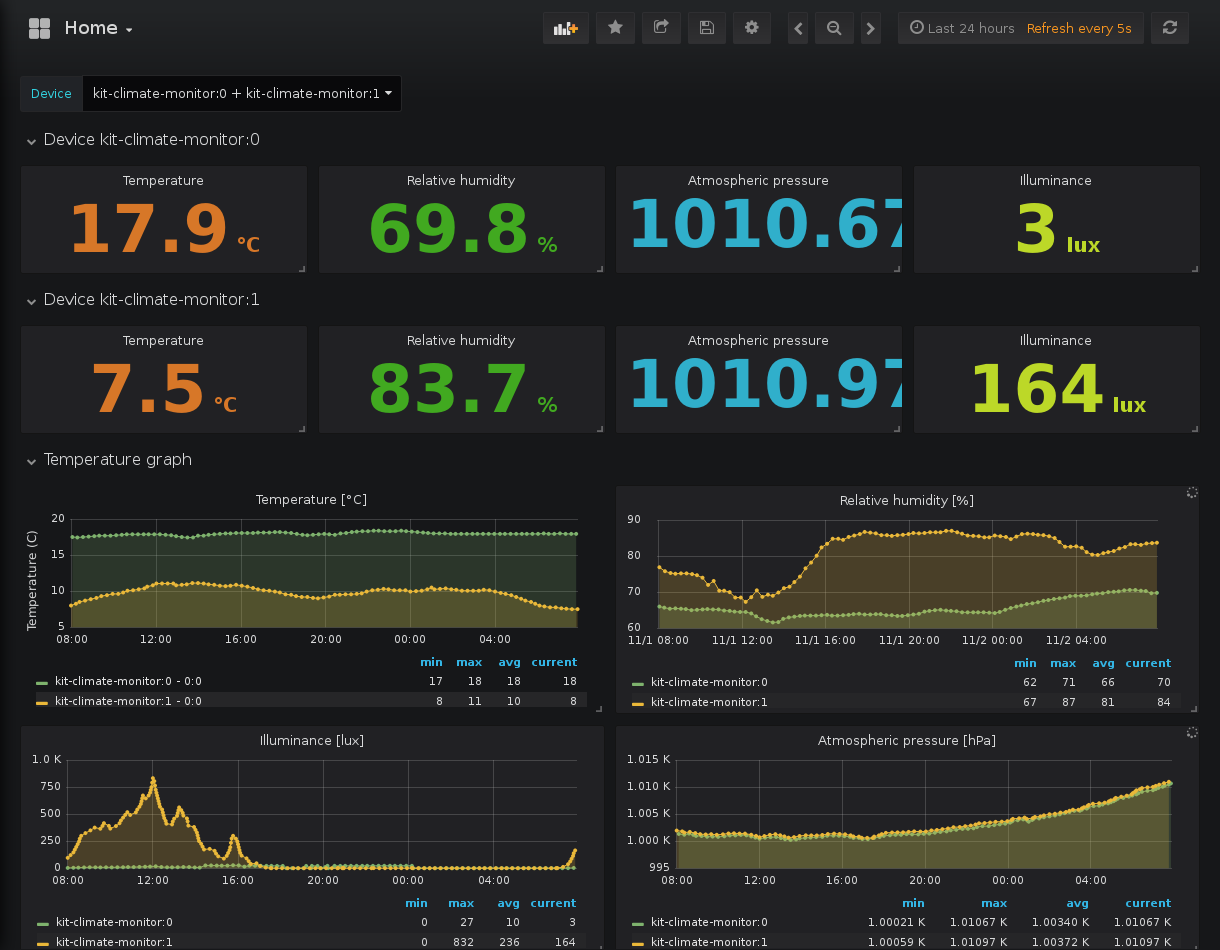 Home
Last 24 hours Refresh every 5s
Device kit-climate-monitor:0 + kit-climate-monitor:1
Device kit-climate-monitor:0
Temperature Relative humidity Atmospheric pressure Illuminance
17.9 °C 69.8 % 1010.67 3 lux
Device kit-climate-monitor:1
Temperature Relative humidity Atmospheric pressure Illuminance
7.5 °C 83.7 % 1010.97 164 lux
Temperature graph
Temperature [°C]
Temperature (C)
20
15
10
5
08:00 12:00 16:00 20:00 00:00 04:00
min max avg current
kit-climate-monitor:0 - 0:0 17 18 18 18
kit-climate-monitor:1 - 0:0 8 11 10 8
Relative humidity [%]
90
80
70
60
11/1 08:00 11/1 12:00 11/1 16:00 11/1 20:00 11/2 00:00 11/2 04:00
min max avg current
kit-climate-monitor:0 62 71 66 70
kit-climate-monitor:1 67 87 81 84
Illuminance [lux]
1.0 K
750
500
250
0
08:00 12:00 16:00 20:00 00:00 04:00
min max avg current
kit-climate-monitor:0 0 27 10 3
kit-climate-monitor:1 0 832 236 164
Atmospheric pressure [hPa]
1.015 K
1.010 K
1.005 K
1.000 K
995
08:00 12:00 16:00 20:00 00:00 04:00
min max avg current
kit-climate-monitor:0 1.00021 K 1.01067 K 1.00340 K 1.01067 K
kit-climate-monitor:1 1.00059 K 1.01097 K 1.00372 K 1.01097 K